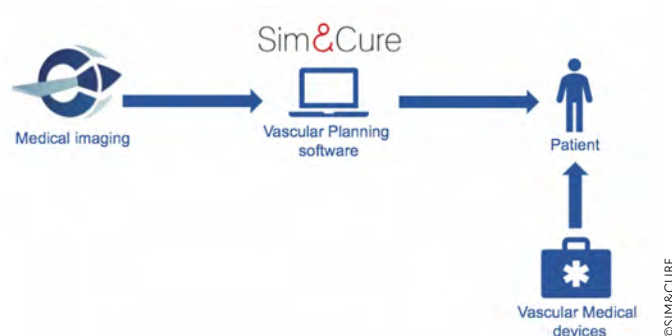 Sim&Cure
Medical imaging
Vascular Planning
software
Patient
Vascular Medical
devices
©SIM&CURE